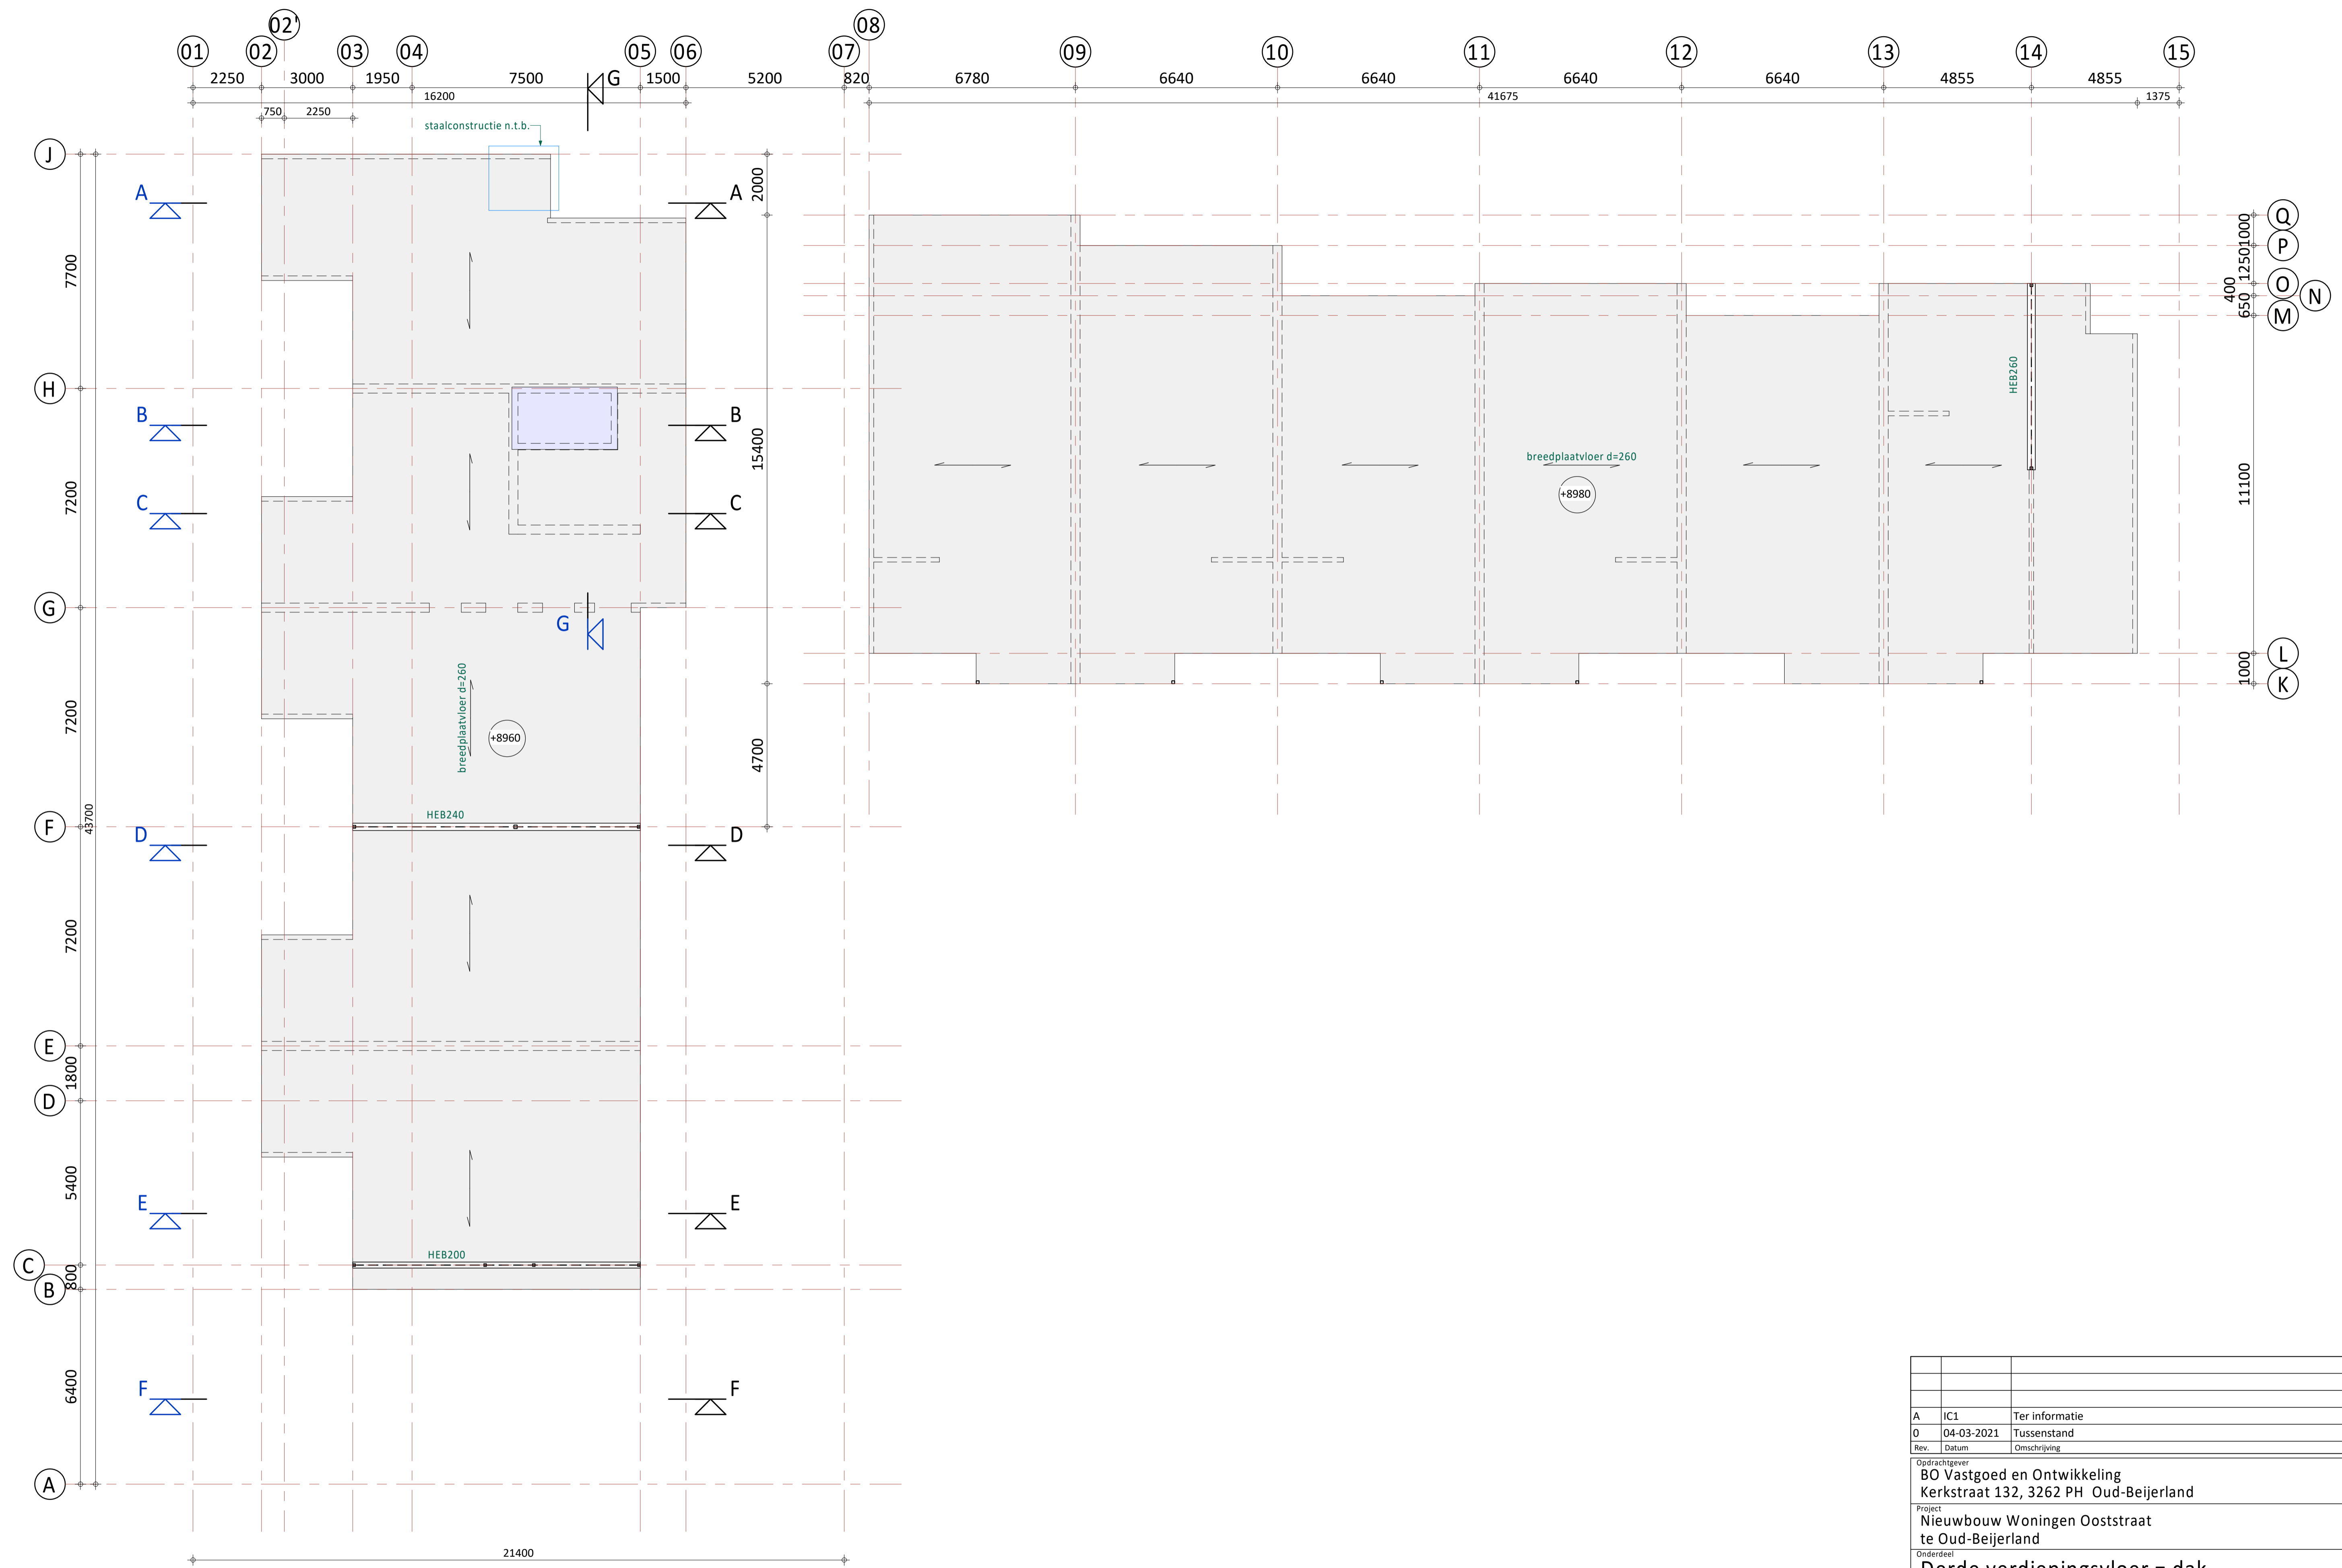 02'
08
01
02
03
04
05
06
07
09
10
11
12
13
14
15
2250
3000
1950
7500
G
1500
5200
820
6780
6640
6640
6640
6640
4855
4855
16200
41675
1375
750
2250
staalconstructie n.t.b.
J
A
A
2000
7700
Q
1000
P
1250
O
400
N
650
M
H
HEB260
B
B
15400
breedplaatvloer d=260
+8980
11100
7200
C
C
G
G
L
1000
K
7200
breedplaatvloer d=260
+8960
4700
HEB240
F
43700
D
D
7200
E
1800
D
5400
E
E
HEB200
C
800
B
6400
F
F
A
21400
A IC1 Ter informatie
0 04-03-2021 Tussenstand
Rev. Datum Omschrijving
Opdrachtgever
BO Vastgoed en Ontwikkeling
Kerkstraat 132, 3262 PH Oud-Beijerland
Project
Nieuwbouw Woningen Ooststraat
te Oud-Beijerland
Onderdeel
Derde verdiepingsvloer = dak